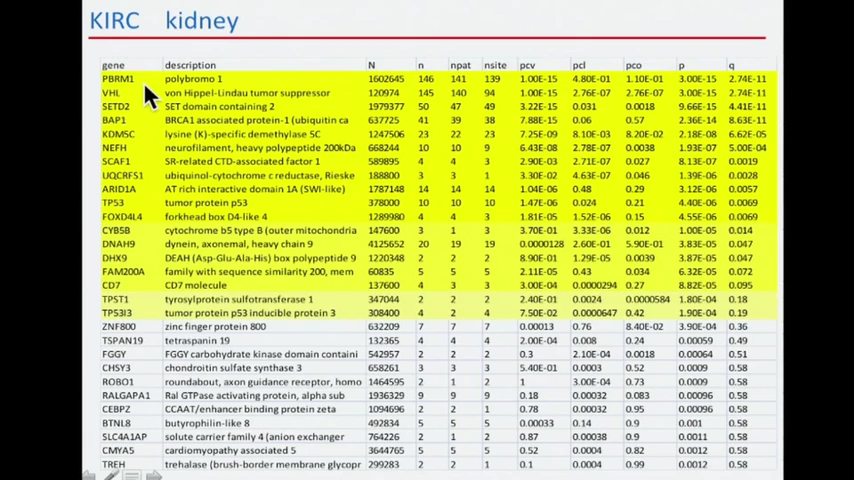 KIRC kidney
gene description N n npat nsite pcv pcl pco p q
PBRM1 polybromo 1 1602645 146 141 139 1.00E-15 4.80E-01 1.10E-01 3.00E-15 2.74E-11
VHL von Hippel-Lindau tumor suppressor 120974 145 140 94 1.00E-15 2.76E-07 2.76E-07 3.00E-15 2.74E-11
SETD2 SET domain containing 2 1979377 50 47 49 3.22E-15 0.031 0.0018 9.66E-15 4.41E-11
BAP1 BRCA1 associated protein-1 (ubiquitin ca 637725 41 39 38 7.88E-15 0.06 0.57 2.36E-14 8.63E-11
KDM5C lysine (K)-specific demethylase 5C 1247506 23 22 23 7.25E-09 8.10E-03 8.20E-02 2.18E-08 6.62E-05
NEFH neurofilament, heavy polypeptide 200kDa 668244 10 10 9 6.43E-08 2.78E-07 0.0038 1.93E-07 5.00E-04
SCAF1 SR-related CTD-associated factor 1 589895 4 4 3 2.90E-03 2.71E-07 0.027 8.13E-07 0.0019
UQCRFS1 ubiquinol-cytochrome c reductase, Rieske 188800 3 3 1 3.30E-02 4.63E-07 0.046 1.39E-06 0.0028
ARID1A AT rich interactive domain 1A (SWI-like) 1787148 14 14 14 1.04E-06 0.48 0.29 3.12E-06 0.0057
TP53 tumor protein p53 378000 10 10 10 1.47E-06 0.024 0.21 4.40E-06 0.0069
FOXD4L4 forkhead box D4-like 4 1289980 4 4 3 1.81E-05 1.52E-06 0.15 4.55E-06 0.0069
CYB5B cytochrome b5 type B (outer mitochondria 147600 3 1 3 3.70E-01 3.33E-06 0.012 1.00E-05 0.014
DNAH9 dynein, axonemal, heavy chain 9 4125652 20 19 19 0.0000128 2.60E-01 5.90E-01 3.83E-05 0.047
DHX9 DEAH (Asp-Glu-Ala-His) box polypeptide 9 1220348 2 2 2 8.90E-01 1.29E-05 0.0039 3.87E-05 0.047
FAM200A family with sequence similarity 200, mem 60835 5 5 5 2.11E-05 0.43 0.034 6.32E-05 0.072
CD7 CD7 molecule 137600 4 3 3 3.00E-04 0.0000294 0.27 8.82E-05 0.095
TPST1 tyrosylprotein sulfotransferase 1 347044 2 2 2 2.40E-01 0.0024 0.0000584 1.80E-04 0.18
TP53I3 tumor protein p53 inducible protein 3 308400 4 2 4 7.50E-02 0.0000647 0.42 1.90E-04 0.19
ZNF800 zinc finger protein 800 632209 7 7 7 0.00013 0.76 8.40E-02 3.90E-04 0.36
TSPAN19 tetraspanin 19 132365 4 4 4 2.00E-04 0.008 0.24 0.00059 0.49
FGGY FGGY carbohydrate kinase domain containi 542957 2 2 2 0.3 2.10E-04 0.0018 0.00064 0.51
CHSY3 chondroitin sulfate synthase 3 658261 3 3 3 5.40E-01 0.0003 0.52 0.0009 0.58
ROBO1 roundabout, axon guidance receptor, homo 1464595 2 1 2 1 3.00E-04 0.73 0.0009 0.58
RALGAPA1 Ral GTPase activating protein, alpha sub 1936329 9 9 9 0.18 0.00032 0.083 0.00096 0.58
CEBPZ CCAAT/enhancer binding protein zeta 1094696 2 2 1 0.78 0.00032 0.95 0.00096 0.58
BTNL8 butyrophilin-like 8 492834 5 5 5 0.00033 0.14 0.9 0.001 0.58
SLC4A1AP solute carrier family 4 (anion exchanger 764226 2 1 2 0.87 0.00038 0.9 0.0011 0.58
CMYA5 cardiomyopathy associated 5 3644765 5 5 5 0.52 0.0004 0.82 0.0012 0.58
TREH trehalase (brush-border membrane glycopr 299283 2 2 2 0.1 0.0004 0.99 0.0012 0.58